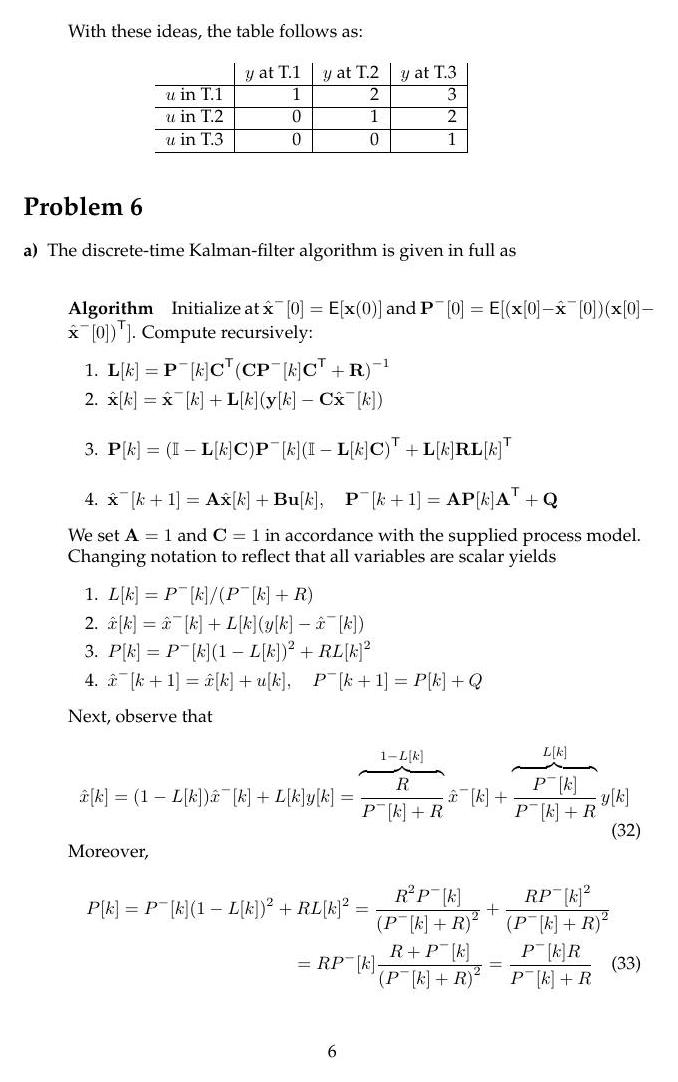 With these ideas, the table follows as:
y at T.1 y at T.2 y at T.3
u in T.1 1 2 3
u in T.2 0 1 2
u in T.3 0 0 1
Problem 6
a) The discrete-time Kalman-filter algorithm is given in full as
Algorithm Initialize at x̂⁻[0] = E[x(0)] and P⁻[0] = E[(x[0]−x̂⁻[0])(x[0]−
x̂⁻[0])ᵀ]. Compute recursively:
1. L[k] = P⁻[k]Cᵀ(CP⁻[k]Cᵀ + R)⁻¹
2. x̂[k] = x̂⁻[k] + L[k](y[k] − Cx̂⁻[k])
3. P[k] = (𝕀 − L[k]C)P⁻[k](𝕀 − L[k]C)ᵀ + L[k]RL[k]ᵀ
4. x̂⁻[k + 1] = Ax̂[k] + Bu[k], P⁻[k + 1] = AP[k]Aᵀ + Q
We set A = 1 and C = 1 in accordance with the supplied process model.
Changing notation to reflect that all variables are scalar yields
1. L[k] = P⁻[k]/(P⁻[k] + R)
2. x̂[k] = x̂⁻[k] + L[k](y[k] − x̂⁻[k])
3. P[k] = P⁻[k](1 − L[k])² + RL[k]²
4. x̂⁻[k + 1] = x̂[k] + u[k], P⁻[k + 1] = P[k] + Q
Next, observe that
1−L[k] L[k]
x̂[k] = (1 − L[k])x̂⁻[k] + L[k]y[k] = R / (P⁻[k] + R) x̂⁻[k] + P⁻[k] / (P⁻[k] + R) y[k]
(32)
Moreover,
P[k] = P⁻[k](1 − L[k])² + RL[k]² = R²P⁻[k] / (P⁻[k] + R)² + RP⁻[k]² / (P⁻[k] + R)²
= RP⁻[k] (R + P⁻[k]) / (P⁻[k] + R)² = P⁻[k]R / (P⁻[k] + R) (33)
6